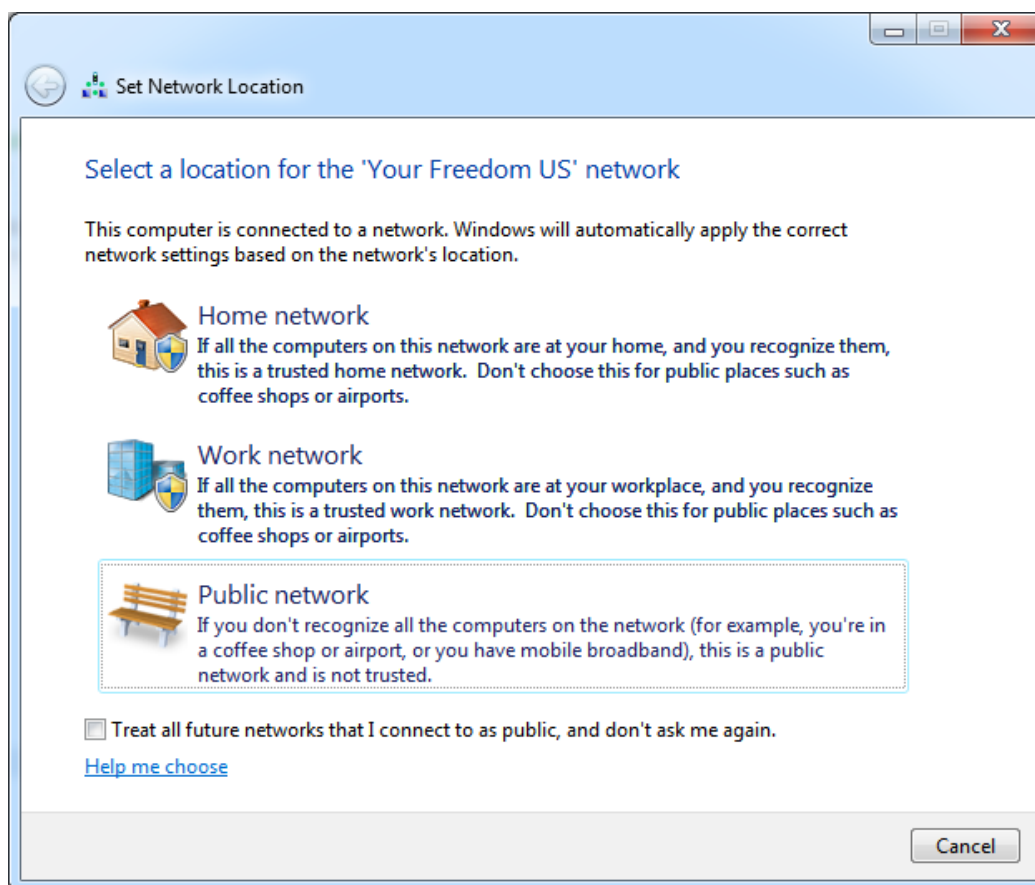 Set Network Location
Select a location for the 'Your Freedom US' network
This computer is connected to a network. Windows will automatically apply the correct
network settings based on the network's location.
Home network
If all the computers on this network are at your home, and you recognize them,
this is a trusted home network.  Don't choose this for public places such as
coffee shops or airports.
Work network
If all the computers on this network are at your workplace, and you recognize
them, this is a trusted work network.  Don't choose this for public places such as
coffee shops or airports.
Public network
If you don't recognize all the computers on the network (for example, you're in
a coffee shop or airport, or you have mobile broadband), this is a public
network and is not trusted.
Treat all future networks that I connect to as public, and don't ask me again.
Help me choose
Cancel